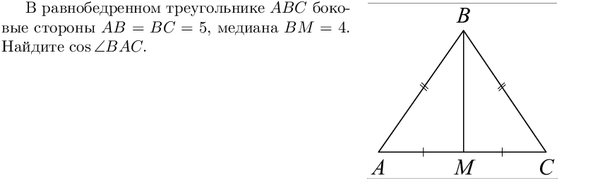 В равнобедренном треугольнике ABC боко-
вые стороны AB = BC = 5, медиана BM = 4.
Найдите cos ∠BAC.
B
A M C